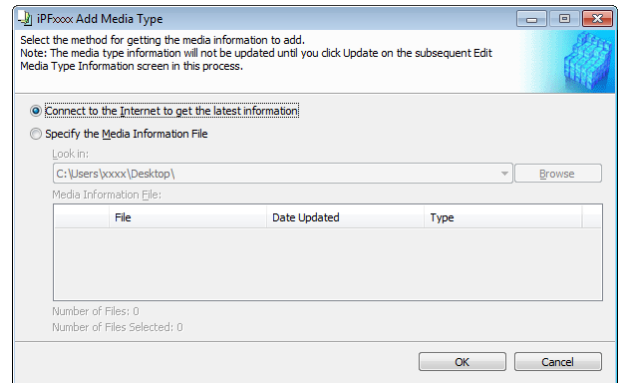 iPFxxxx Add Media Type
Select the method for getting the media information to add.
Note: The media type information will not be updated until you click Update on the subsequent Edit
Media Type Information screen in this process.
Connect to the Internet to get the latest information
Specify the Media Information File
Look in:
C:\Users\xxxx\Desktop\ Browse
Media Information File:
File Date Updated Type
Number of Files: 0
Number of Files Selected: 0
OK Cancel